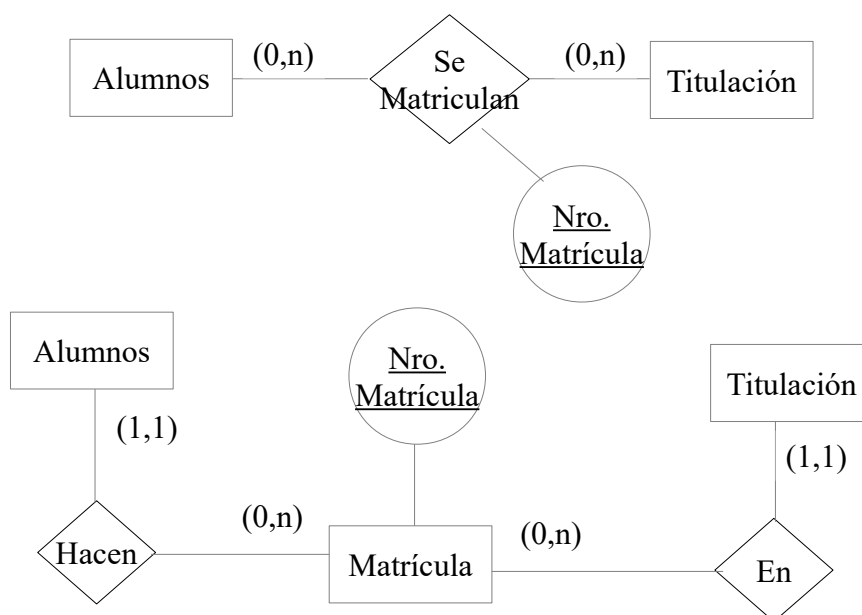 (0,n)
(0,n)
Alumnos
Se
Matriculan
Titulación
Nro.
Matrícula
Alumnos
Nro.
Matrícula
Titulación
(1,1)
(1,1)
(0,n)
(0,n)
Hacen
Matrícula
En